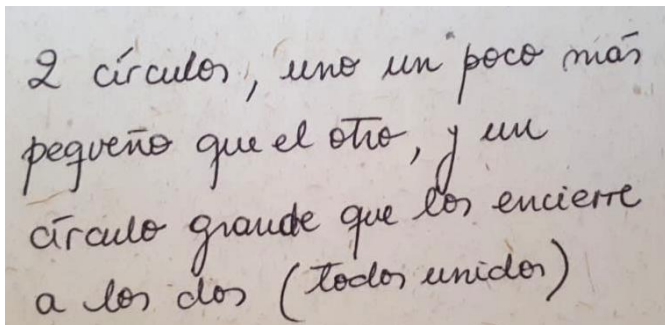 2 círculos, uno un poco más
pequeño que el otro, y un
círculo grande que los encierre
a los dos (todos unidos)